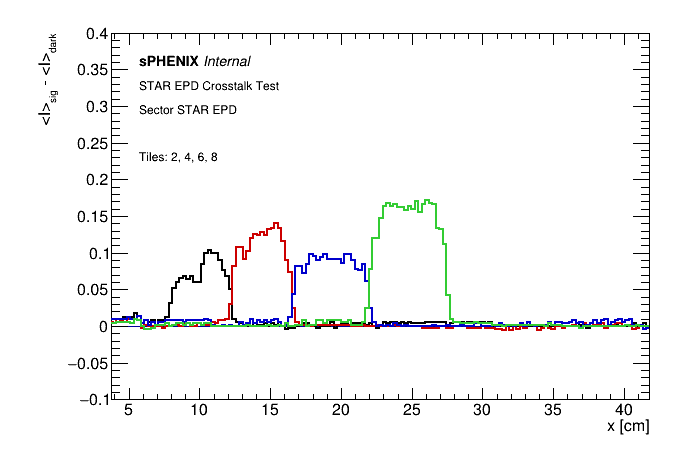 <I>sig - <I>dark
0.4
0.35
0.3
0.25
0.2
0.15
0.1
0.05
0
−0.05
−0.1
sPHENIX Internal
STAR EPD Crosstalk Test
Sector STAR EPD
Tiles: 2, 4, 6, 8
5 10 15 20 25 30 35 40
x [cm]